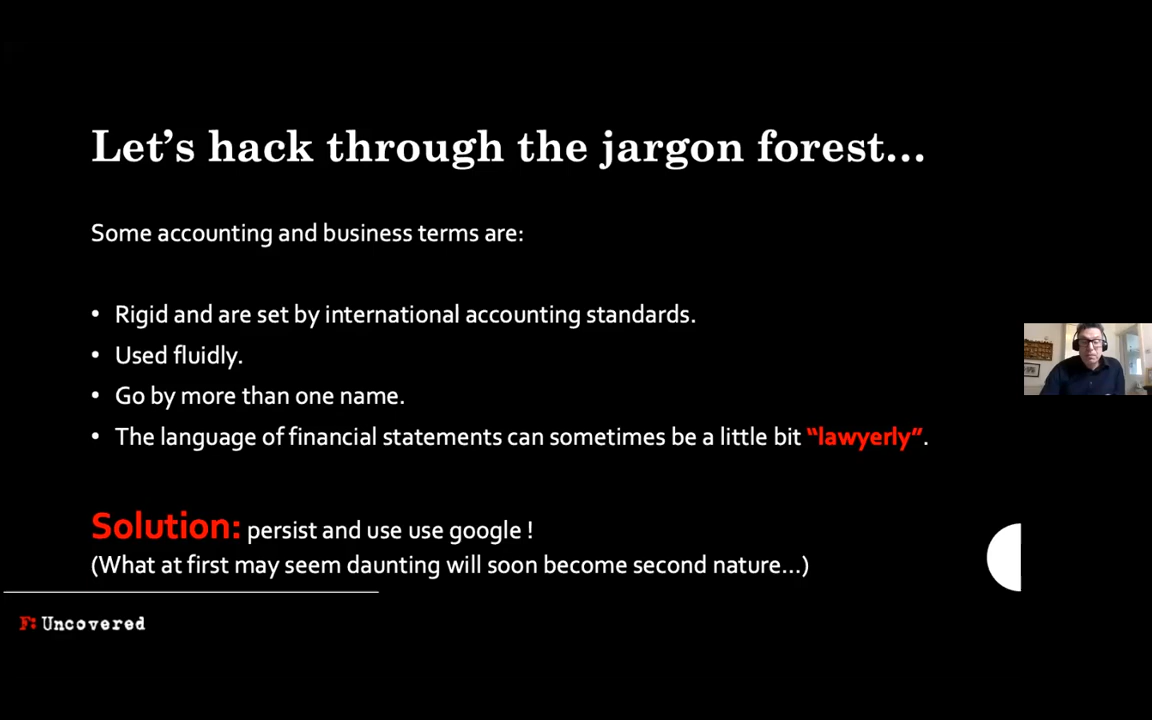 Let’s hack through the jargon forest...
Some accounting and business terms are:
• Rigid and are set by international accounting standards.
• Used fluidly.
• Go by more than one name.
• The language of financial statements can sometimes be a little bit “lawyerly”.
Solution: persist and use use google !
(What at first may seem daunting will soon become second nature...)
F: Uncovered